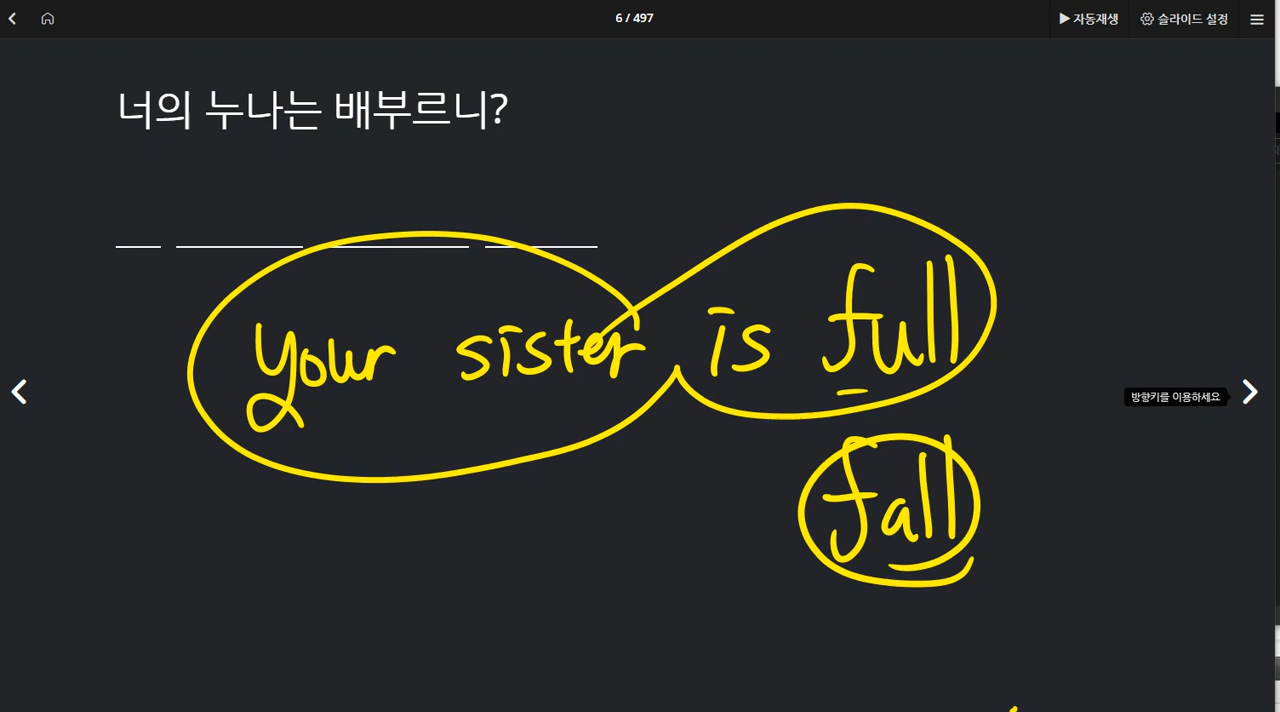 6 / 497
▶ 자동재생
슬라이드 설정
너의 누나는 배부르니?
your sister is full
방향키를 이용하세요
fall